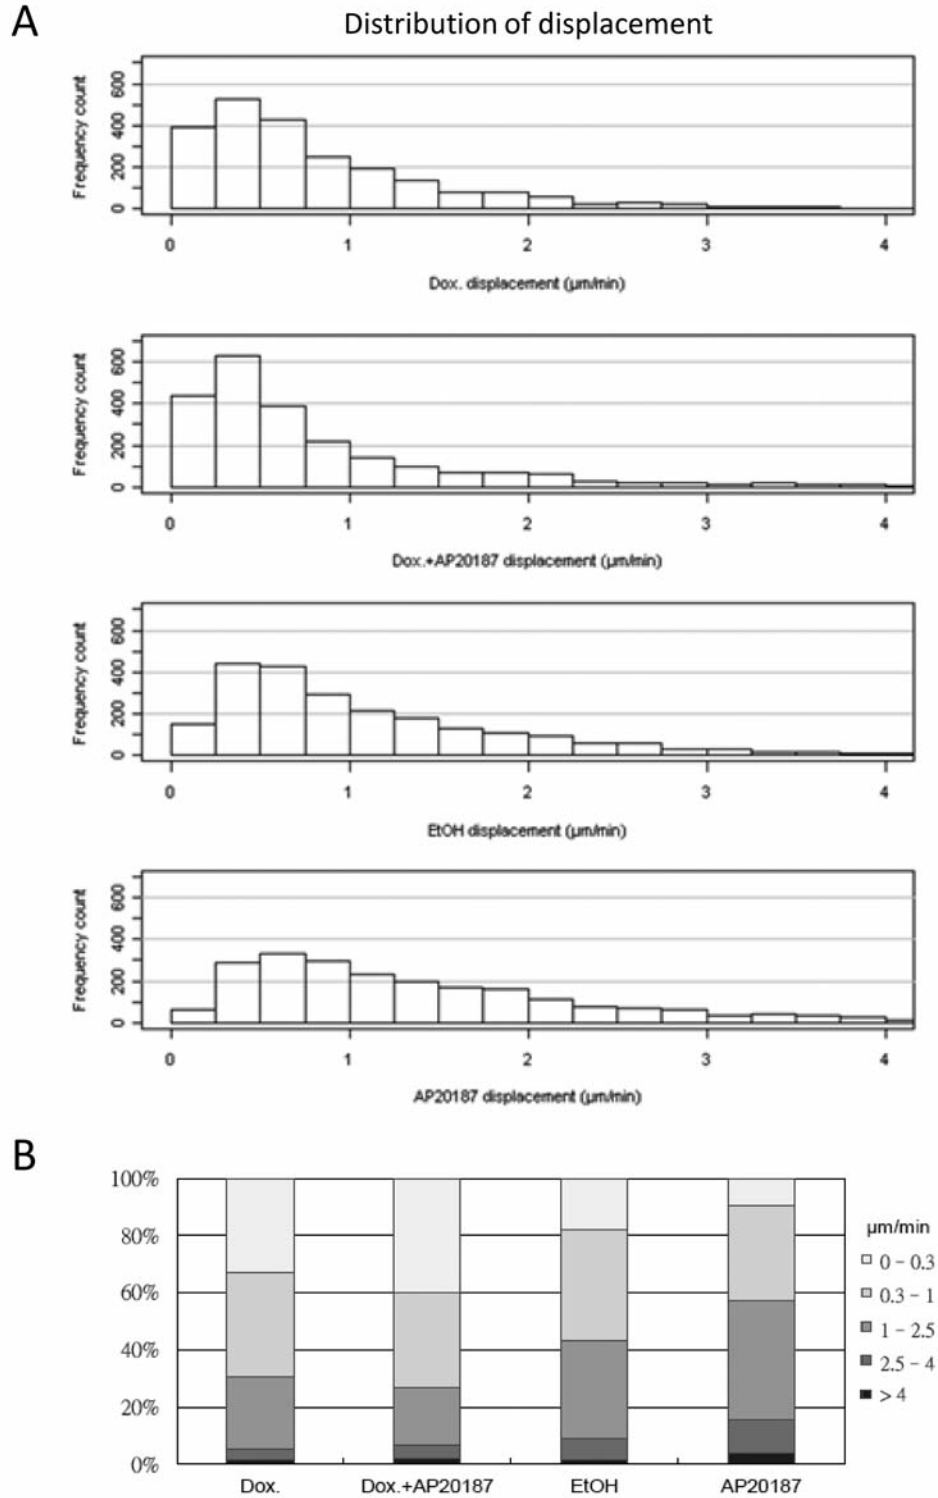 A
Distribution of displacement
Frequency count
0 200 400 600
0 1 2 3 4
Dox. displacement (µm/min)
Frequency count
0 200 400 600
0 1 2 3 4
Dox.+AP20187 displacement (µm/min)
Frequency count
0 200 400 600
0 1 2 3 4
EtOH displacement (µm/min)
Frequency count
0 200 400 600
0 1 2 3 4
AP20187 displacement (µm/min)
B
100%
80%
60%
40%
20%
0%
Dox. Dox.+AP20187 EtOH AP20187
µm/min
0 – 0.3
0.3 – 1
1 – 2.5
2.5 – 4
> 4